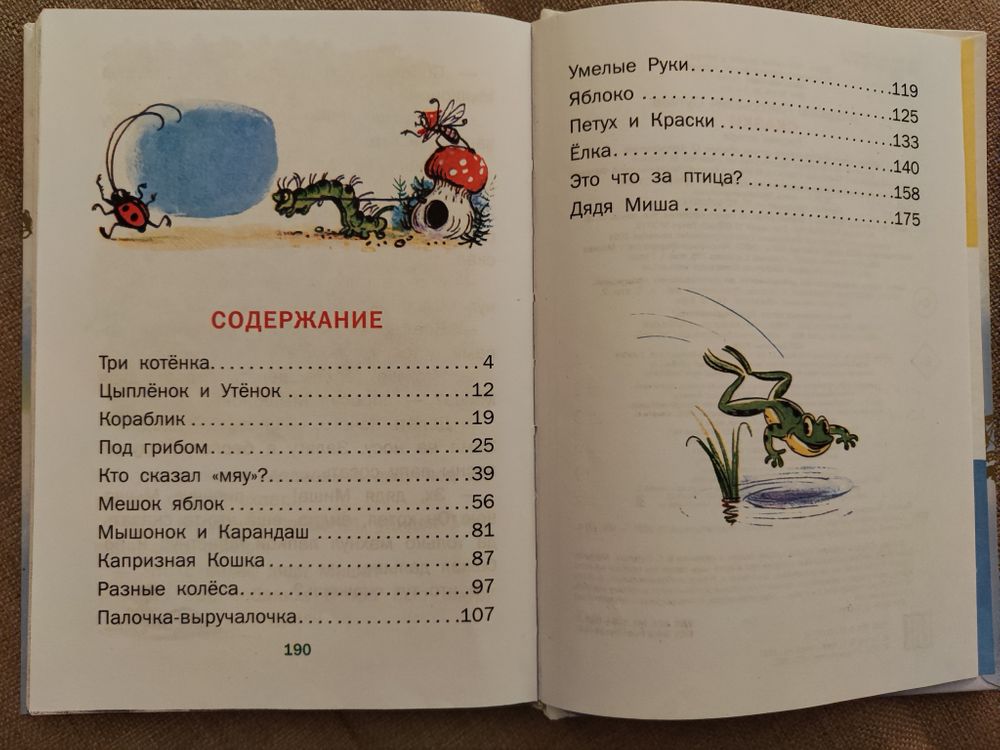 СОДЕРЖАНИЕ
Три котёнка................................4
Цыплёнок и Утёнок.....................12
Кораблик................................19
Под грибом..............................25
Кто сказал «мяу»?......................39
Мешок яблок............................56
Мышонок и Карандаш.................81
Капризная Кошка......................87
Разные колёса..........................97
Палочка-выручалочка.................107
190
Умелые Руки............................119
Яблоко..................................125
Петух и Краски........................133
Ёлка.....................................140
Это что за птица?.....................158
Дядя Миша.............................175